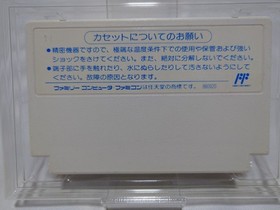 カセットについてのお願い
●精密機器ですので、極端な温度条件下での使用や保管および強い
ショックをさけてください。また、絶対に分解しないでください。
●端子部に手を触れたり、水にぬらしたりして汚さないようにして
ください。故障の原因となります。
ファミリーコンピュータ ファミコンは任天堂の商標です。